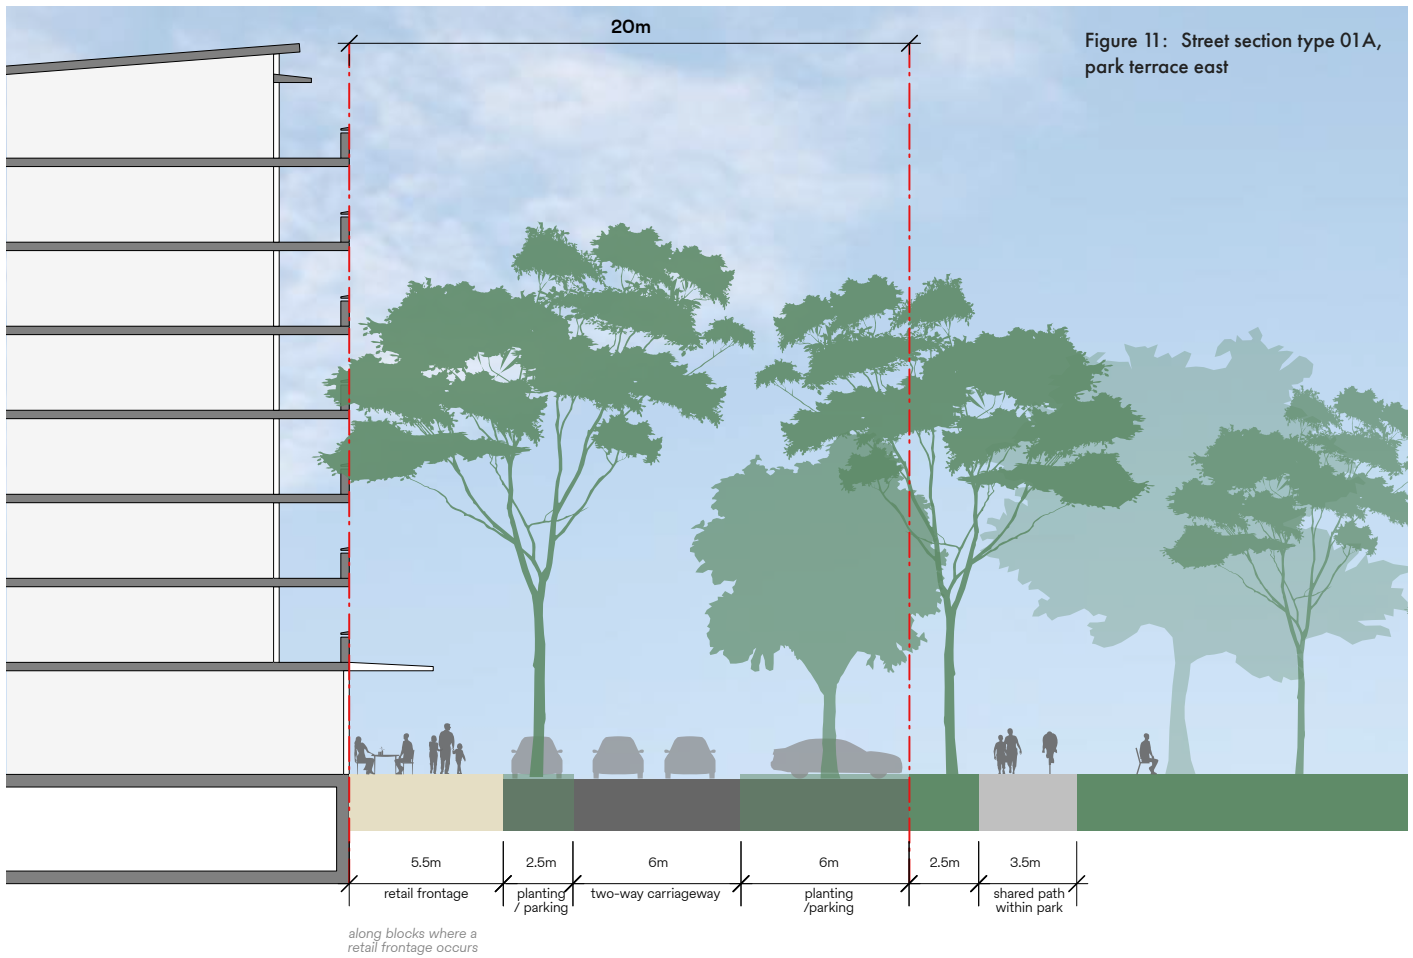 20m
Figure 11: Street section type 01A,
park terrace east
5.5m
2.5m
6m
6m
2.5m
3.5m
retail frontage
planting
/ parking
two-way carriageway
planting
/parking
shared path
within park
along blocks where a
retail frontage occurs